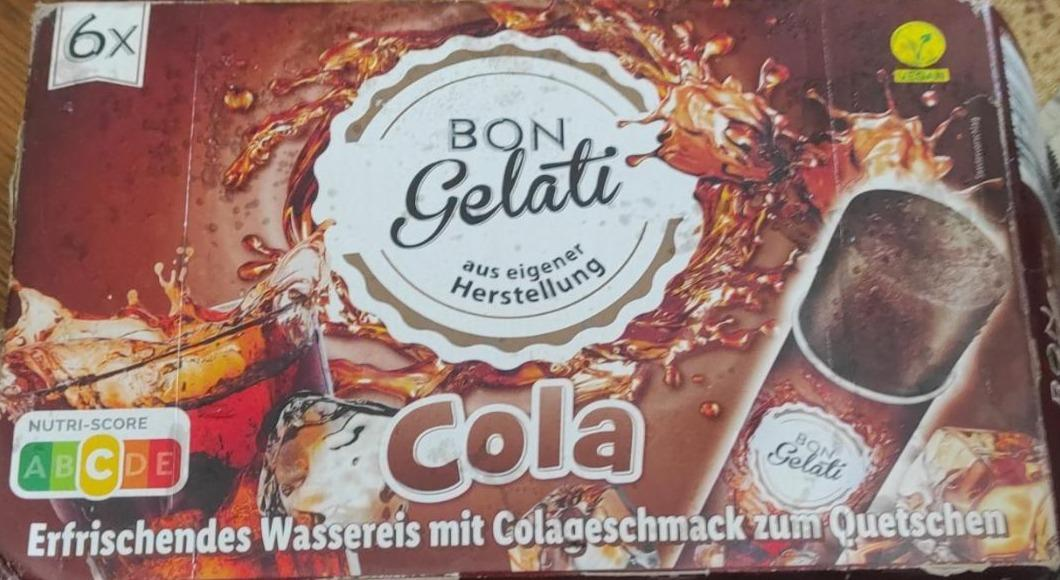 6x
VEGAN
BON
Gelati
aus eigener
Herstellung
Cola
NUTRI-SCORE
A B C D E
BON
Gelati
Erfrischendes Wassereis mit Colageschmack zum Quetschen